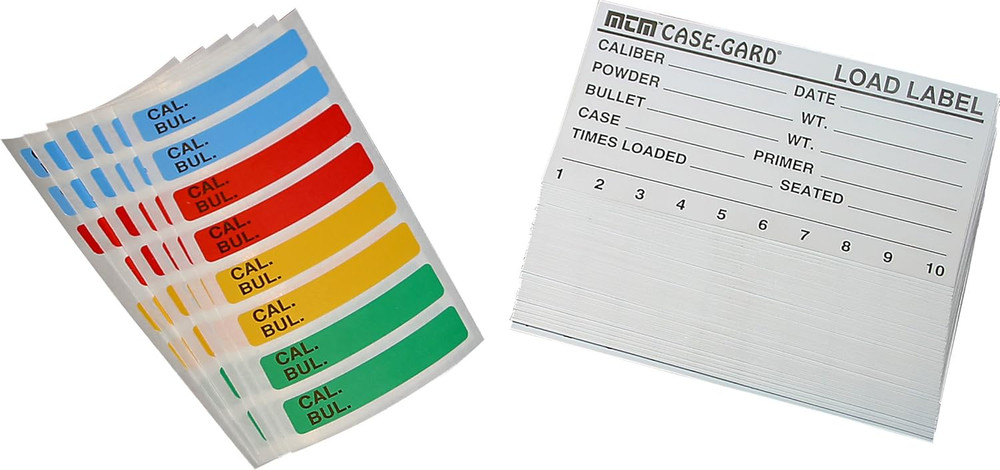 CAL.
BUL.
CAL.
BUL.
CAL.
BUL.
CAL.
BUL.
CAL.
BUL.
CAL.
BUL.
CAL.
BUL.
CAL.
BUL.
MTM™ CASE-GARD®
LOAD LABEL
CALIBER DATE
POWDER WT.
BULLET WT.
CASE PRIMER
TIMES LOADED SEATED
1 2 3 4 5 6 7 8 9 10